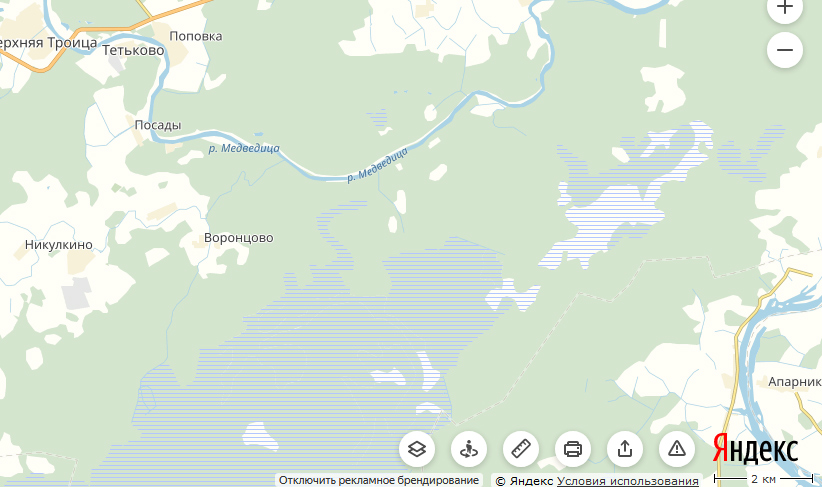 Поповка
ерхняя Троица
Тетьково
Посады
р. Медведица
р. Медведица
Никулкино
Воронцово
Апарник
Яндекс
Отключить рекламное брендирование
© Яндекс Условия использования
2 км